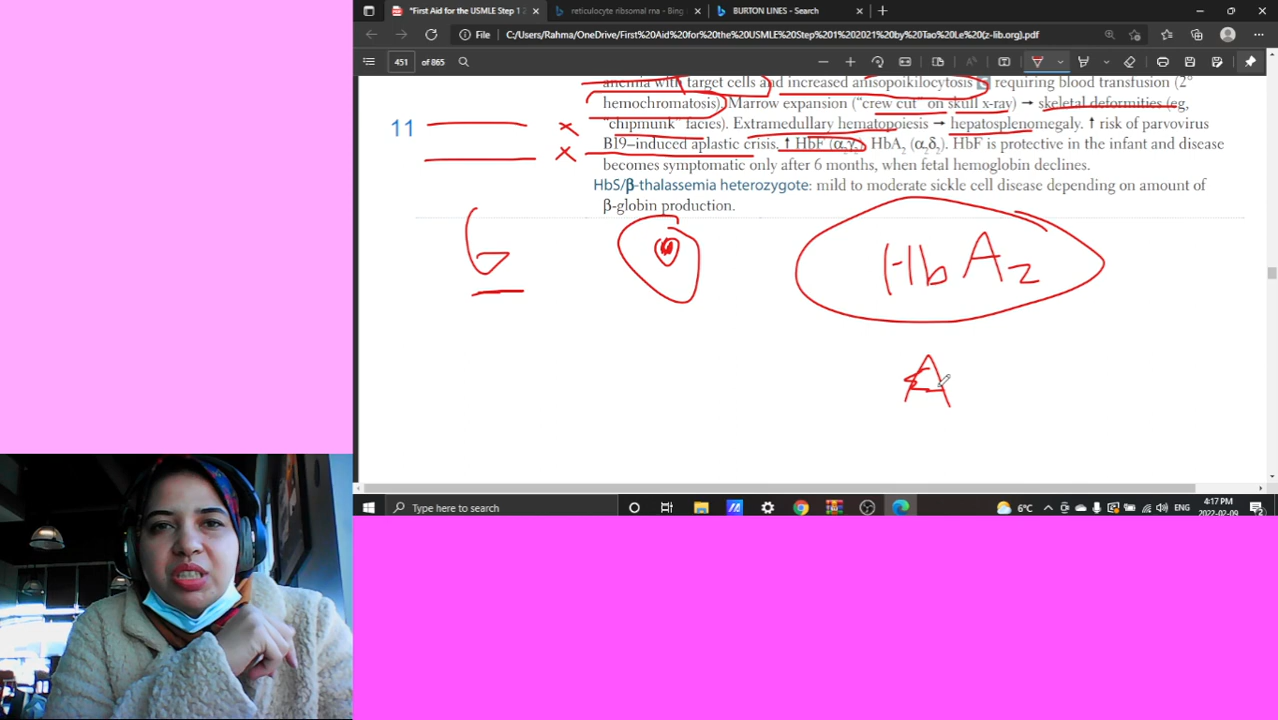 *First Aid for the USMLE Step 1
reticulocyte ribosomal rna - Bing
BURTON LINES - Search
File C:/Users/Rahma/OneDrive/First%20Aid%20for%20the%20USMLE%20Step%201%202021%20by%20Tao%20Le%20(z-lib.org).pdf
451 of 865
anemia with target cells and increased anisopoikilocytosis C requiring blood transfusion (2°
hemochromatosis). Marrow expansion (“crew cut” on skull x-ray) → skeletal deformities (eg,
“chipmunk” facies). Extramedullary hematopoiesis → hepatosplenomegaly. ↑ risk of parvovirus
B19–induced aplastic crisis. ↑ HbF (α₂γ₂), HbA₂ (α₂δ₂). HbF is protective in the infant and disease
becomes symptomatic only after 6 months, when fetal hemoglobin declines.
HbS/β-thalassemia heterozygote: mild to moderate sickle cell disease depending on amount of
β-globin production.
11 x
x
6 HbA2
A
Type here to search
6°C ENG 4:17 PM
2022-02-09